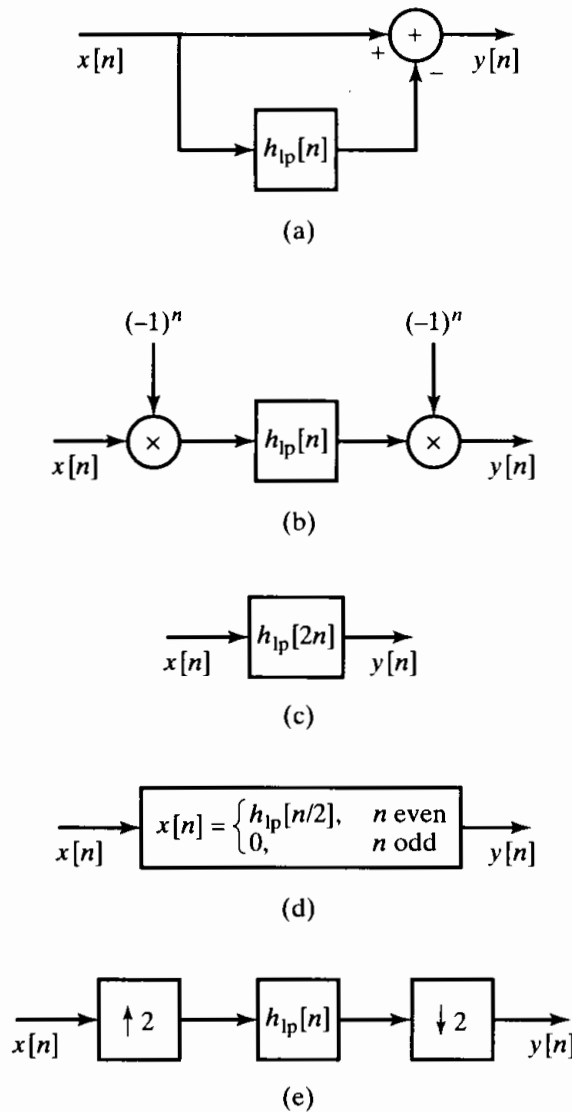 +
x[n] + − y[n]
h_lp[n]
(a)
(−1)^n (−1)^n
× h_lp[n] ×
x[n] y[n]
(b)
h_lp[2n]
x[n] y[n]
(c)
x[n] = { h_lp[n/2], n even
0, n odd
x[n] y[n]
(d)
↑ 2 h_lp[n] ↓ 2
x[n] y[n]
(e)